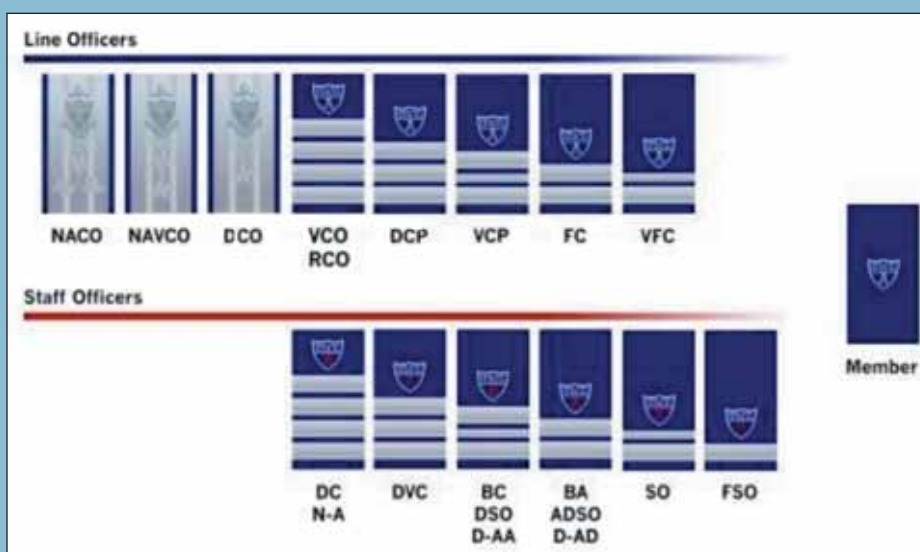 Line Officers
NACO NAVCO DCO VCO DCP VCP FC VFC
RCO
Staff Officers
Member
DC DVC BC BA SO FSO
N-A DSO ADSO
D-AA D-AD